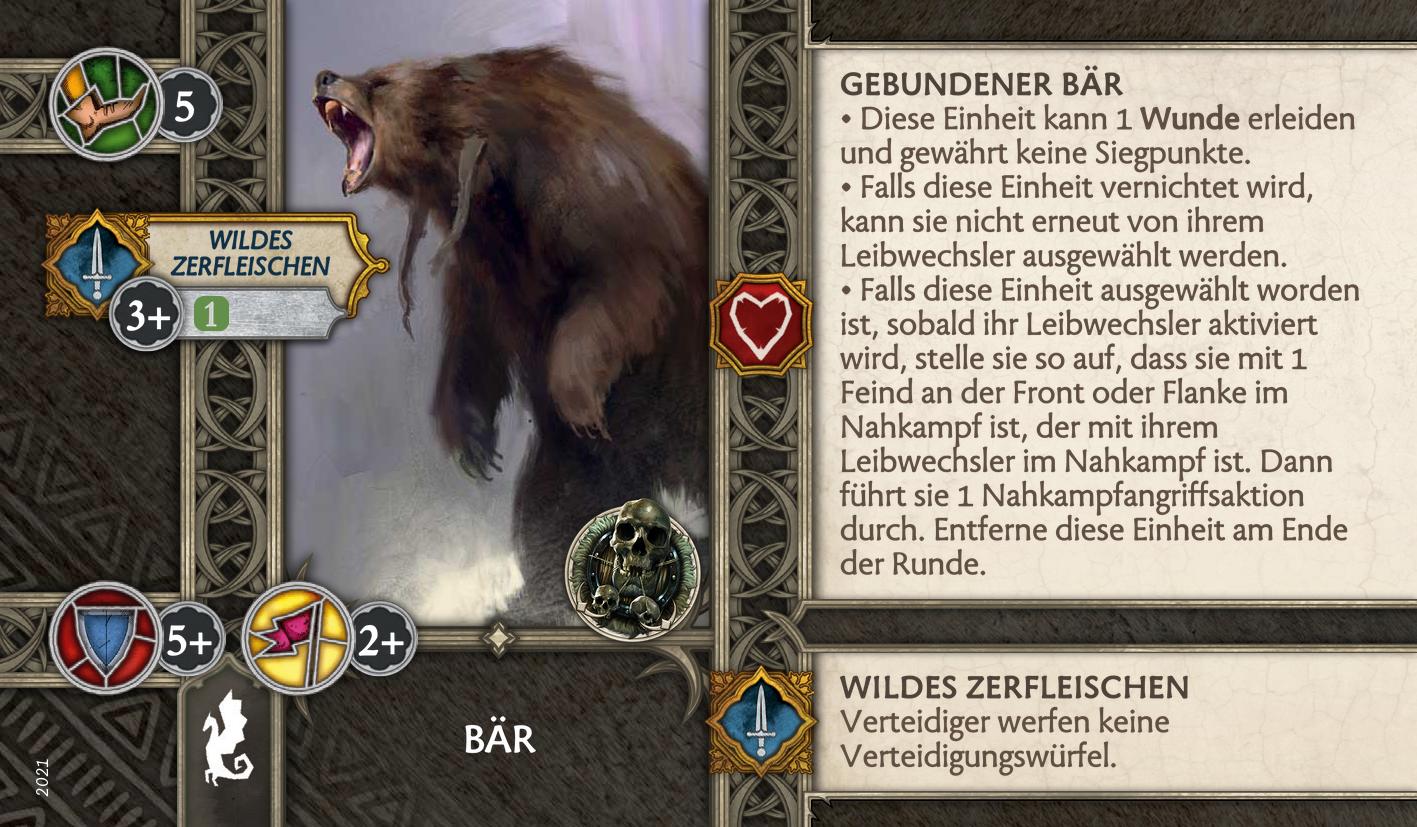 5
WILDES
ZERFLEISCHEN
3+
1
5+
2+
BÄR
2021
GEBUNDENER BÄR
• Diese Einheit kann 1 Wunde erleiden
und gewährt keine Siegpunkte.
• Falls diese Einheit vernichtet wird,
kann sie nicht erneut von ihrem
Leibwechsler ausgewählt werden.
• Falls diese Einheit ausgewählt worden
ist, sobald ihr Leibwechsler aktiviert
wird, stelle sie so auf, dass sie mit 1
Feind an der Front oder Flanke im
Nahkampf ist, der mit ihrem
Leibwechsler im Nahkampf ist. Dann
führt sie 1 Nahkampfangriffsaktion
durch. Entferne diese Einheit am Ende
der Runde.
WILDES ZERFLEISCHEN
Verteidiger werfen keine
Verteidigungswürfel.